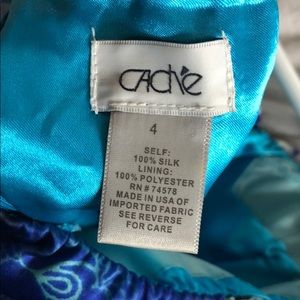 CACHÉ
4
SELF:
100% SILK
LINING:
100% POLYESTER
RN # 74578
MADE IN USA OF
IMPORTED FABRIC
SEE REVERSE
FOR CARE